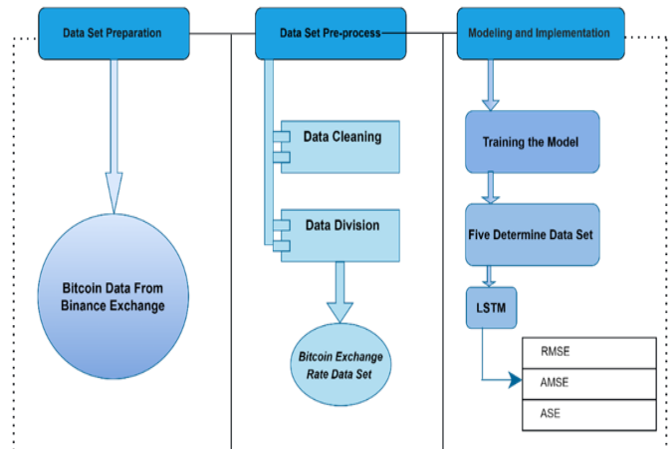 Data Set Preparation
Data Set Pre-process
Modeling and Implementation
Bitcoin Data From
Binance Exchange
Data Cleaning
Data Division
Bitcoin Exchange
Rate Data Set
Training the Model
Five Determine Data Set
LSTM
RMSE
AMSE
ASE